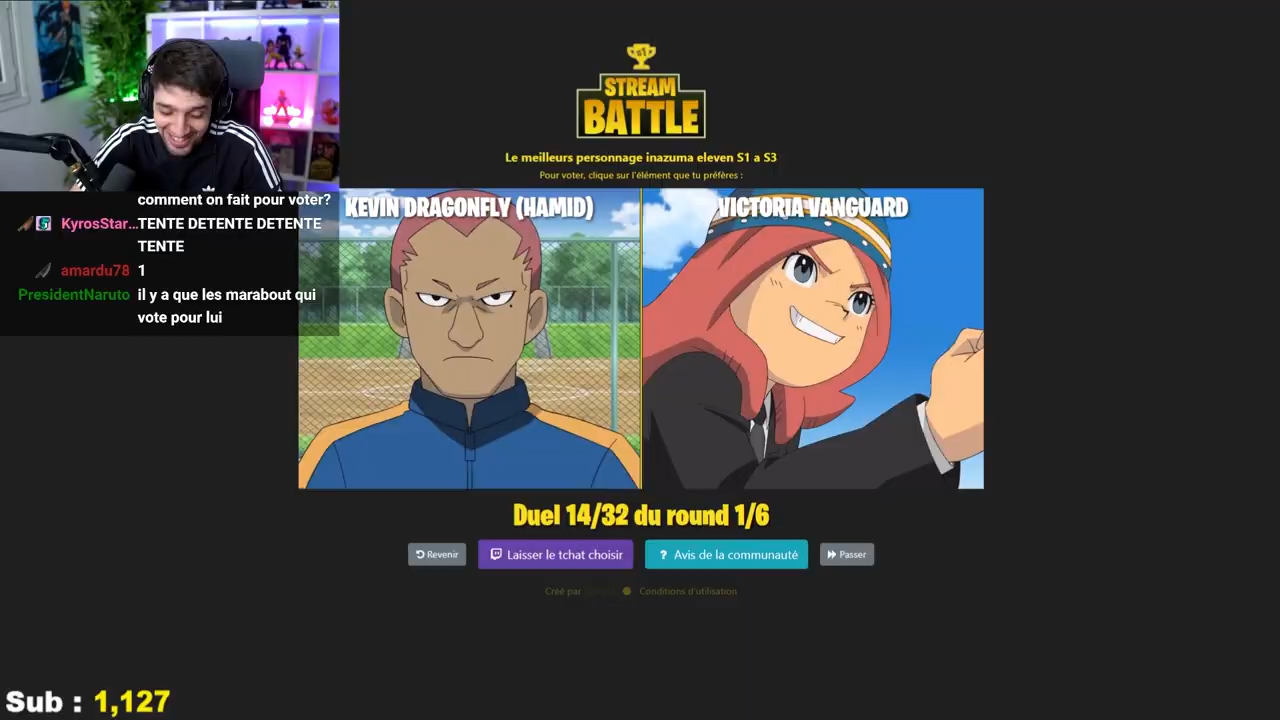 STREAM
BATTLE
Le meilleurs personnage inazuma eleven S1 a S3
Pour voter, clique sur l'élément que tu préfères :
comment on fait pour voter?
KyrosStar... TENTE DETENTE DETENTE
TENTE
amardu78 1
PresidentNaruto il y a que les marabout qui
vote pour lui
KEVIN DRAGONFLY (HAMID)
VICTORIA VANGUARD
Duel 14/32 du round 1/6
Revenir
Laisser le tchat choisir
? Avis de la communauté
Passer
Créé par
Conditions d'utilisation
Sub : 1,127